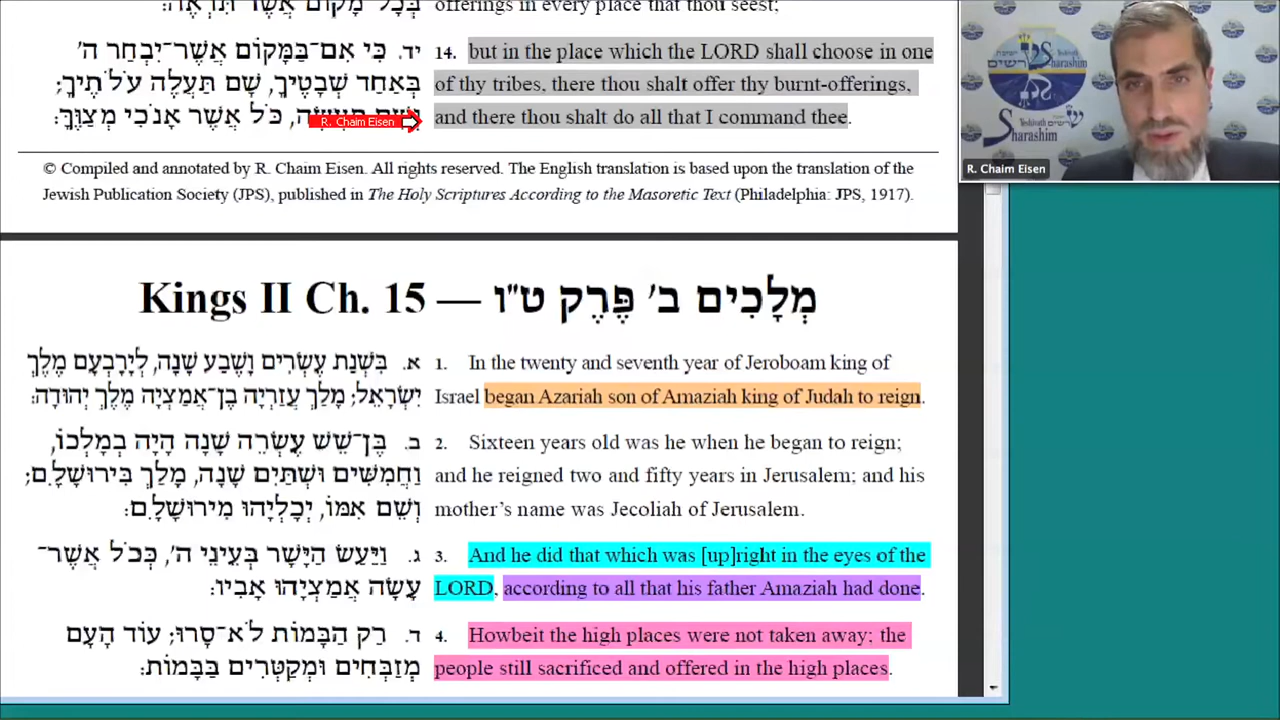 בְּכָל מָקוֹם אֲשֶׁר תִּרְאֶה:
offerings in every place that thou seest;
יד. כִּי אִם־בַּמָּקוֹם אֲשֶׁר־יִבְחַר ה'
בְּאַחַד שְׁבָטֶיךָ, שָׁם תַּעֲלֶה עֹלֹתֶיךָ;
כֹּל אֲשֶׁר אָנֹכִי מְצַוֶּךָּ:
14. but in the place which the LORD shall choose in one
of thy tribes, there thou shalt offer thy burnt-offerings,
and there thou shalt do all that I command thee.
R. Chaim Eisen
© Compiled and annotated by R. Chaim Eisen. All rights reserved. The English translation is based upon the translation of the
Jewish Publication Society (JPS), published in The Holy Scriptures According to the Masoretic Text (Philadelphia: JPS, 1917).
Kings II Ch. 15 — מְלָכִים ב' פֶּרֶק ט"ו
א. בִּשְׁנַת עֶשְׂרִים וָשֶׁבַע שָׁנָה, לְיָרָבְעָם מֶלֶךְ
יִשְׂרָאֵל; מָלַךְ עֲזַרְיָה בֶן־אֲמַצְיָה מֶלֶךְ יְהוּדָה:
1. In the twenty and seventh year of Jeroboam king of
Israel began Azariah son of Amaziah king of Judah to reign.
ב. בֶּן־שֵׁשׁ עֶשְׂרֵה שָׁנָה הָיָה בְמָלְכוֹ,
וַחֲמִשִּׁים וּשְׁתַּיִם שָׁנָה, מָלַךְ בִּירוּשָׁלִָם;
וְשֵׁם אִמּוֹ, יְכָלְיָהוּ מִירוּשָׁלִָם:
2. Sixteen years old was he when he began to reign;
and he reigned two and fifty years in Jerusalem; and his
mother's name was Jecoliah of Jerusalem.
ג. וַיַּעַשׂ הַיָּשָׁר בְּעֵינֵי ה', כְּכֹל אֲשֶׁר־
עָשָׂה אֲמַצְיָהוּ אָבִיו:
3. And he did that which was [up]right in the eyes of the
LORD, according to all that his father Amaziah had done.
ד. רַק הַבָּמוֹת לֹא־סָרוּ; עוֹד הָעָם
מְזַבְּחִים וּמְקַטְּרִים בַּבָּמוֹת:
4. Howbeit the high places were not taken away; the
people still sacrificed and offered in the high places.
שרשים
Sharashim
Yeshivath
Sharashim
R. Chaim Eisen